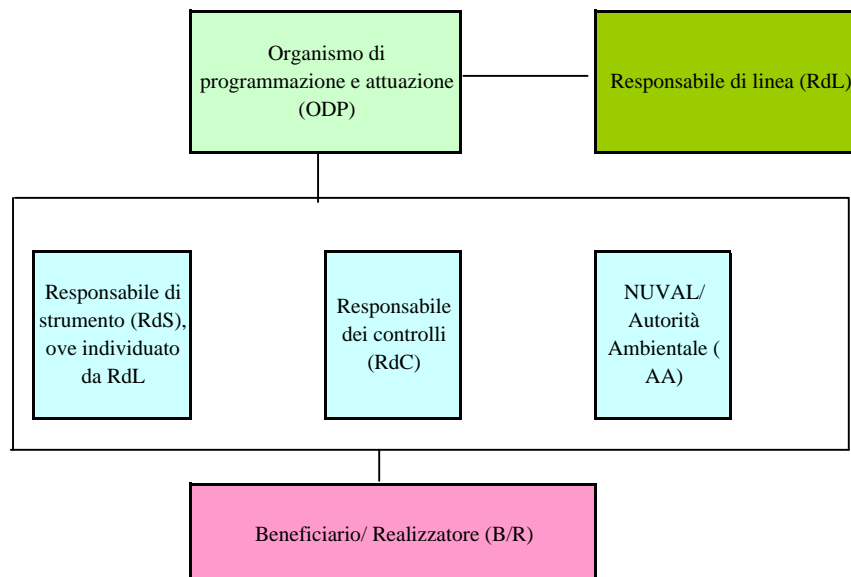 Organismo di
programmazione e attuazione
(ODP)
Responsabile di linea (RdL)
Responsabile di
strumento (RdS),
ove individuato
da RdL
Responsabile
dei controlli
(RdC)
NUVAL/
Autorità
Ambientale (
AA)
Beneficiario/ Realizzatore (B/R)